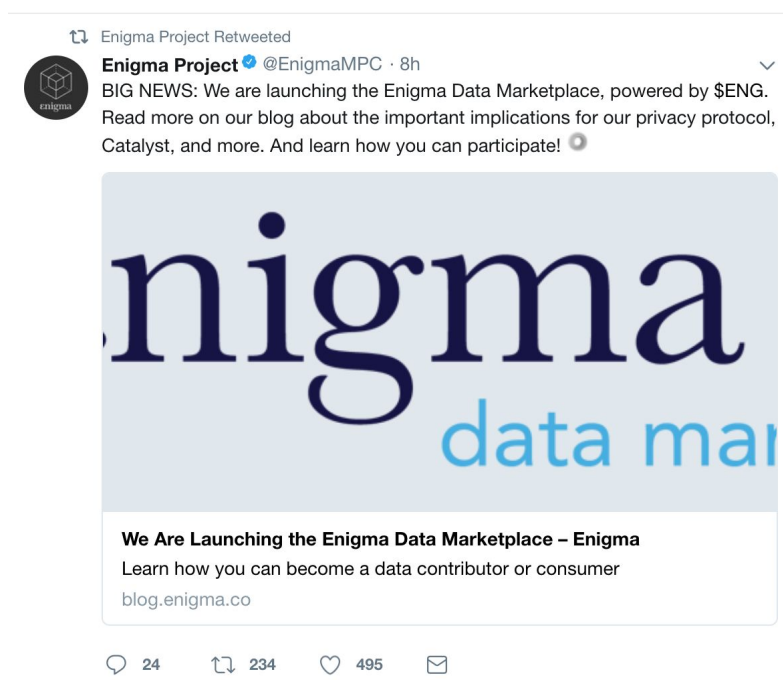 Enigma Project Retweeted
Enigma Project @EnigmaMPC · 8h
BIG NEWS: We are launching the Enigma Data Marketplace, powered by $ENG.
Read more on our blog about the important implications for our privacy protocol,
Catalyst, and more. And learn how you can participate!
enigma
nigma
data mar
We Are Launching the Enigma Data Marketplace – Enigma
Learn how you can become a data contributor or consumer
blog.enigma.co
24 234 495